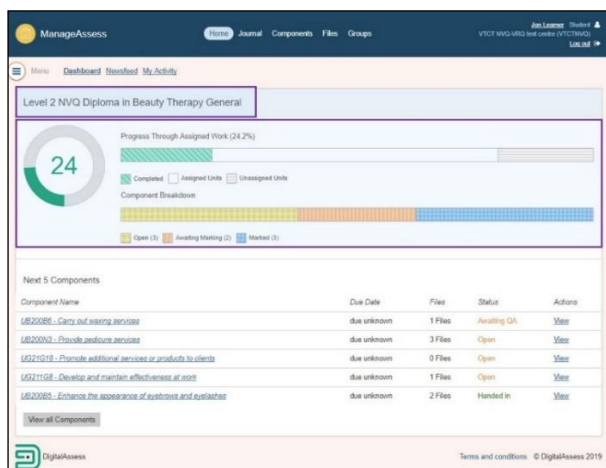 ManageAssess
Home Journal Components Files Groups
Jon Learner Student
VTCT NVQ-VRQ test centre (VTCTNVQ)
Log out
Menu Dashboard Newsfeed My Activity
Level 2 NVQ Diploma in Beauty Therapy General
24
Progress Through Assigned Work (24.2%)
Completed Assigned Units Unassigned Units
Component Breakdown
Open (3) Awaiting Marking (2) Marked (3)
Next 5 Components
Component Name Due Date Files Status Actions
UB200B6 - Carry out waxing services due unknown 1 Files Awaiting QA View
UB200N3 - Provide pedicure services due unknown 3 Files Open View
UG21G18 - Promote additional services or products to clients due unknown 0 Files Open View
UG211G8 - Develop and maintain effectiveness at work due unknown 1 Files Open View
UB200B5 - Enhance the appearance of eyebrows and eyelashes due unknown 2 Files Handed in View
View all Components
DigitalAssess
Terms and conditions © DigitalAssess 2019